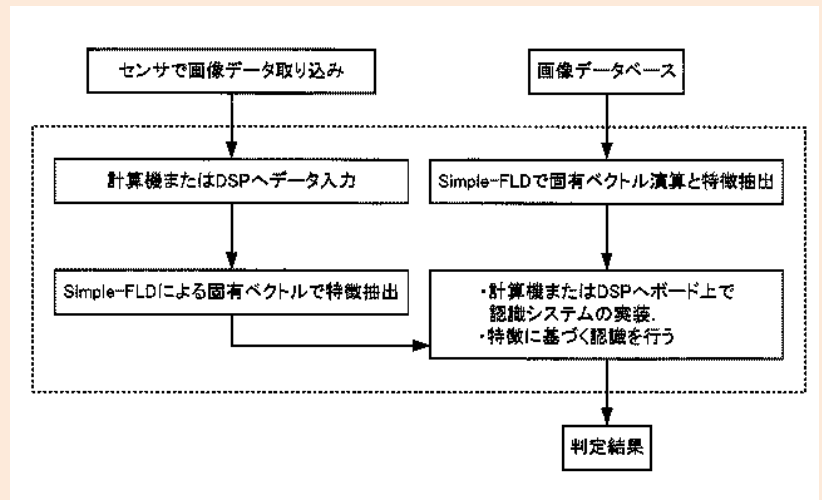 センサで画像データ取り込み
画像データベース
計算機またはDSPへデータ入力
Simple-FLDで固有ベクトル演算と特徴抽出
Simple-FLDによる固有ベクトルで特徴抽出
・計算機またはDSPへボード上で
認識システムの実装.
・特徴に基づく認識を行う
判定結果